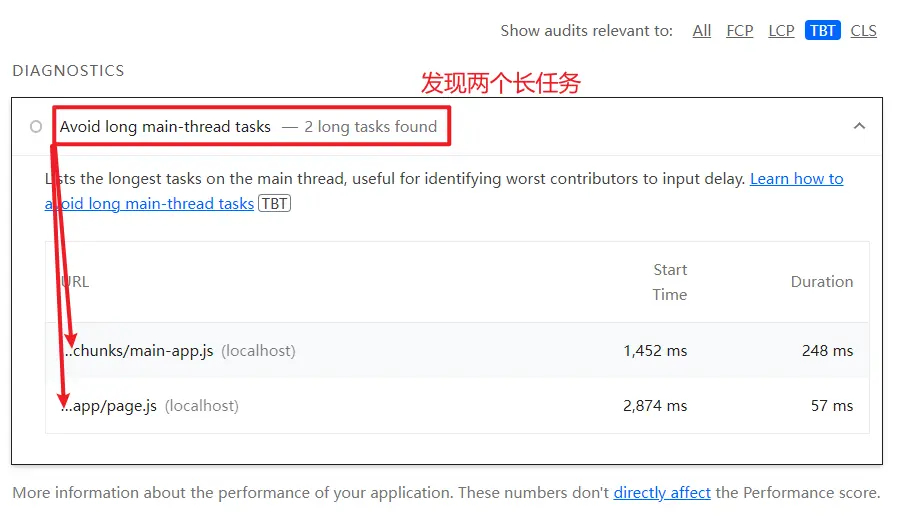 Show audits relevant to: All FCP LCP TBT CLS
DIAGNOSTICS
发现两个长任务
Avoid long main-thread tasks — 2 long tasks found
Lists the longest tasks on the main thread, useful for identifying worst contributors to input delay. Learn how to
avoid long main-thread tasks TBT
URL
Start
Time
Duration
...chunks/main-app.js (localhost) 1,452 ms 248 ms
...app/page.js (localhost) 2,874 ms 57 ms
More information about the performance of your application. These numbers don't directly affect the Performance score.